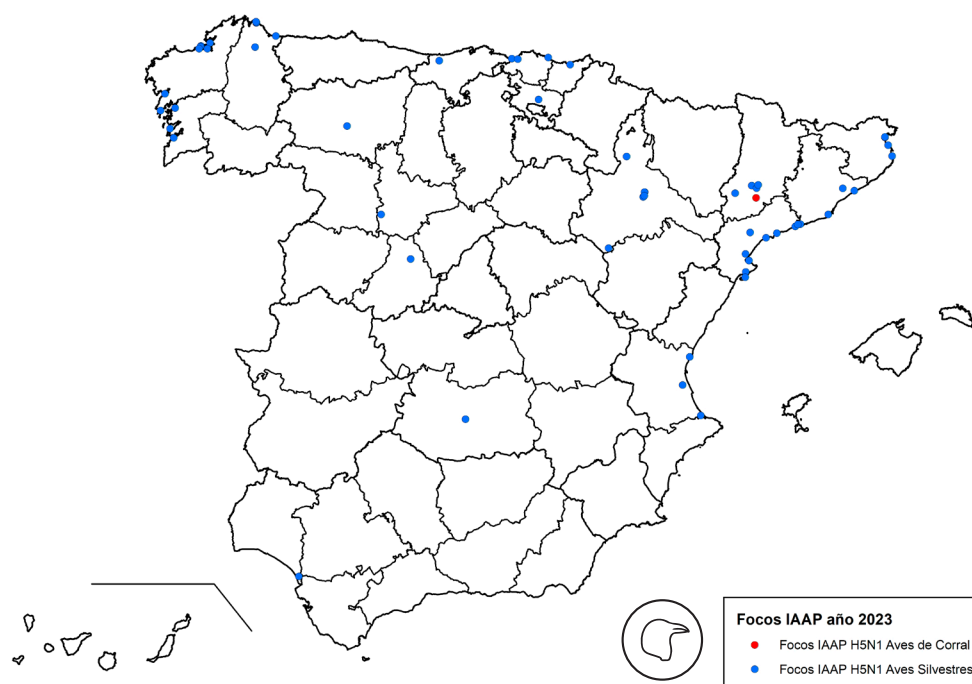 Focos IAAP año 2023
Focos IAAP H5N1 Aves de Corral
Focos IAAP H5N1 Aves Silvestres